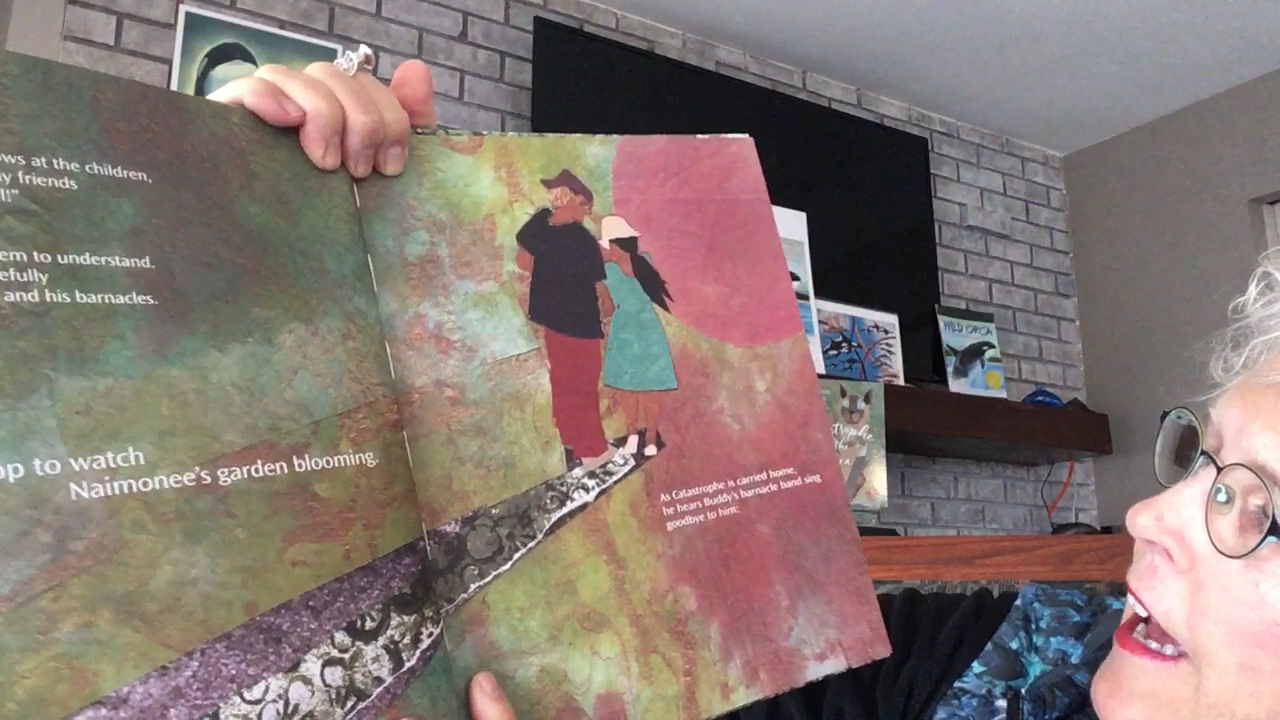 ws at the children,
y friends
l!”
em to understand.
efully
and his barnacles.
op to watch
Naimonee’s garden blooming.
As Catastrophe is carried home,
he hears Buddy’s barnacle band sing
goodbye to him:
WILD ORCA
strophe